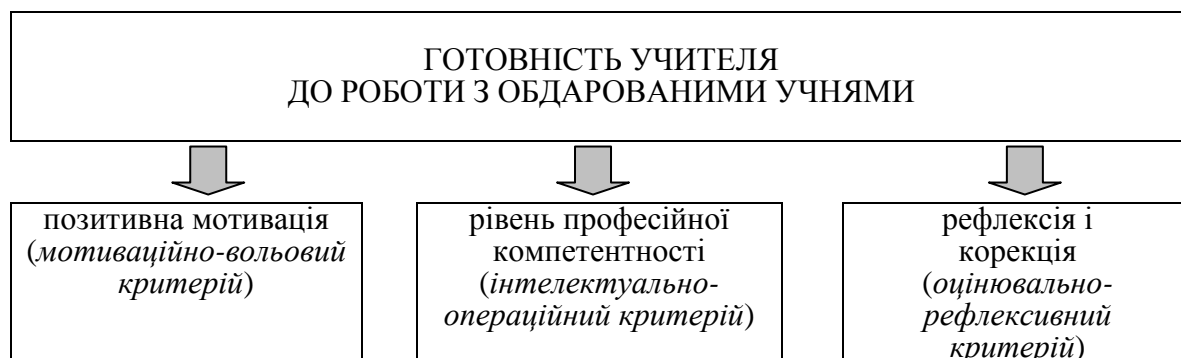 ГОТОВНІСТЬ УЧИТЕЛЯ
ДО РОБОТИ З ОБДАРОВАНИМИ УЧНЯМИ
позитивна мотивація
(мотиваційно-вольовий
критерій)
рівень професійної
компетентності
(інтелектуально-
операційний критерій)
рефлексія і
корекція
(оцінювально-
рефлексивний
критерій)